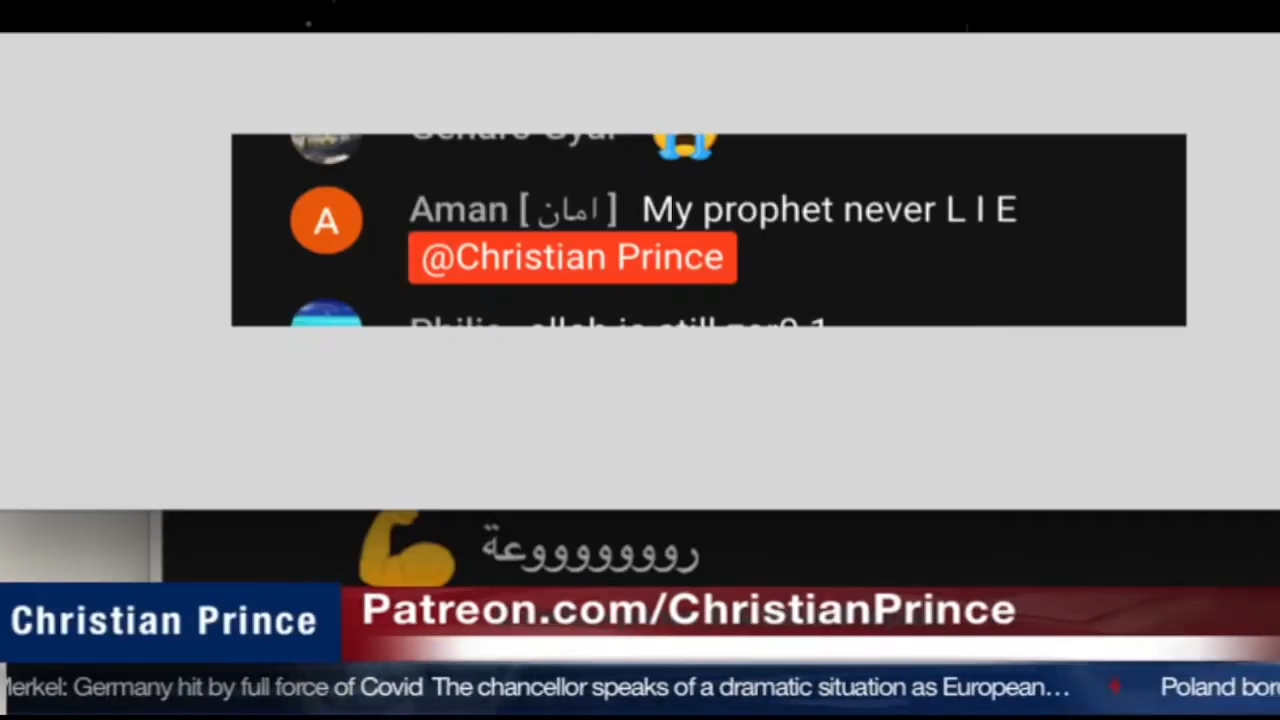 A
Aman [امان] My prophet never L I E
@Christian Prince
روووووووعة
Christian Prince
Patreon.com/ChristianPrince
Merkel: Germany hit by full force of Covid The chancellor speaks of a dramatic situation as European… Poland